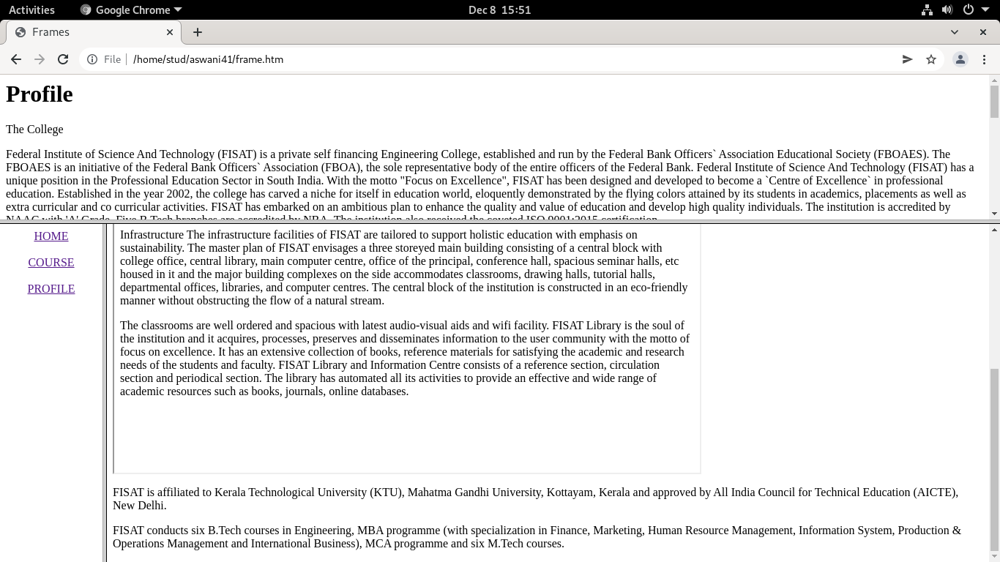 Activities Google Chrome Dec 8 15:51
Frames
File /home/stud/aswani41/frame.htm
Profile
The College
Federal Institute of Science And Technology (FISAT) is a private self financing Engineering College, established and run by the Federal Bank Officers` Association Educational Society (FBOAES). The
FBOAES is an initiative of the Federal Bank Officers` Association (FBOA), the sole representative body of the entire officers of the Federal Bank. Federal Institute of Science And Technology (FISAT) has a
unique position in the Professional Education Sector in South India. With the motto "Focus on Excellence", FISAT has been designed and developed to become a `Centre of Excellence` in professional
education. Established in the year 2002, the college has carved a niche for itself in education world, eloquently demonstrated by the flying colors attained by its students in academics, placements as well as
extra curricular and co curricular activities. FISAT has embarked on an ambitious plan to enhance the quality and value of education and develop high quality individuals. The institution is accredited by
NAAC with 'A' Grade. Five B.Tech branches are accredited by NBA. The institution also received the coveted ISO 9001:2015 certification.
HOME
COURSE
PROFILE
Infrastructure The infrastructure facilities of FISAT are tailored to support holistic education with emphasis on
sustainability. The master plan of FISAT envisages a three storeyed main building consisting of a central block with
college office, central library, main computer centre, office of the principal, conference hall, spacious seminar halls, etc
housed in it and the major building complexes on the side accommodates classrooms, drawing halls, tutorial halls,
departmental offices, libraries, and computer centres. The central block of the institution is constructed in an eco-friendly
manner without obstructing the flow of a natural stream.
The classrooms are well ordered and spacious with latest audio-visual aids and wifi facility. FISAT Library is the soul of
the institution and it acquires, processes, preserves and disseminates information to the user community with the motto of
focus on excellence. It has an extensive collection of books, reference materials for satisfying the academic and research
needs of the students and faculty. FISAT Library and Information Centre consists of a reference section, circulation
section and periodical section. The library has automated all its activities to provide an effective and wide range of
academic resources such as books, journals, online databases.
FISAT is affiliated to Kerala Technological University (KTU), Mahatma Gandhi University, Kottayam, Kerala and approved by All India Council for Technical Education (AICTE),
New Delhi.
FISAT conducts six B.Tech courses in Engineering, MBA programme (with specialization in Finance, Marketing, Human Resource Management, Information System, Production &
Operations Management and International Business), MCA programme and six M.Tech courses.